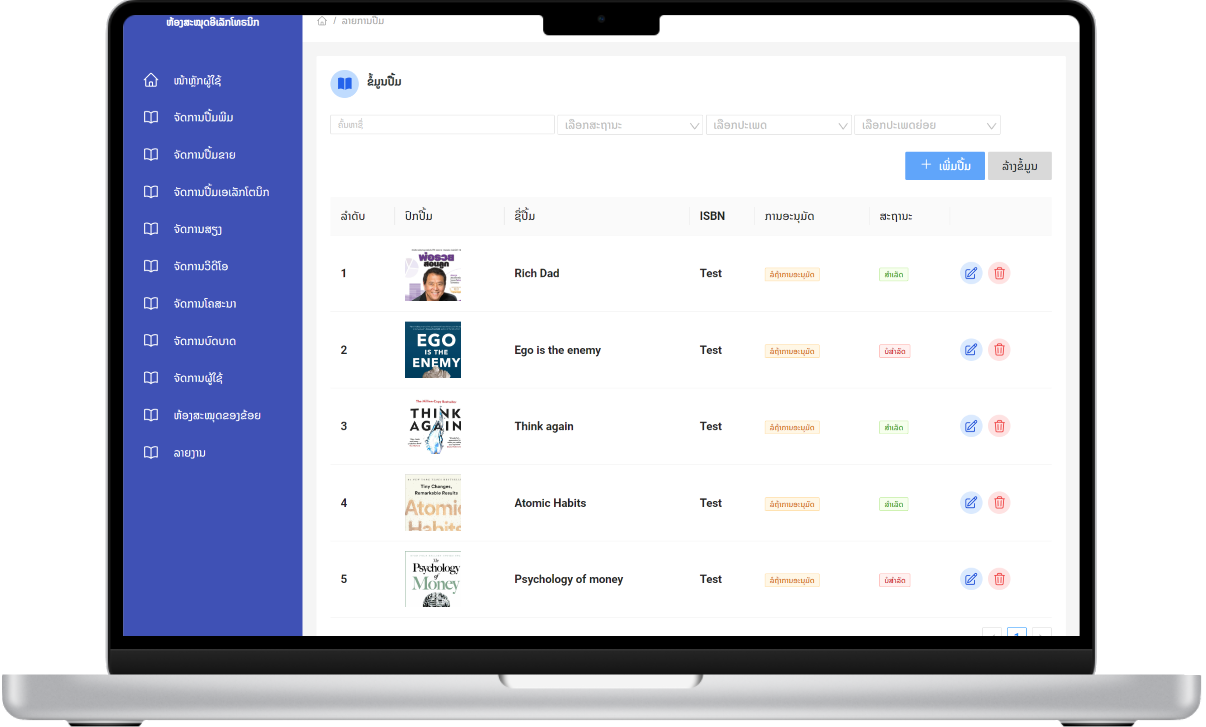 ຫ້ອງສະໝຸດອີເລັກໂທຣນິກ
/ ລາຍການປຶ້ມ
ໜ້າຫຼັກຜູ້ໃຊ້
ຈັດການປຶ້ມພິມ
ຈັດການປຶ້ມຂາຍ
ຈັດການປຶ້ມເອເລັກໂຕນິກ
ຈັດການສຽງ
ຈັດການວິດີໂອ
ຈັດການໂຄສະນາ
ຈັດການບົດບາດ
ຈັດການຜູ້ໃຊ້
ຫ້ອງສະໝຸດຂອງຂ້ອຍ
ລາຍງານ
ຂໍ້ມູນປຶ້ມ
ຄົ້ນຫາຊື່ ເລືອກສະຖານະ ເລືອກປະເພດ ເລືອກປະເພດຍ່ອຍ
+ ເພີ່ມປຶ້ມ ລ້າງຂໍ້ມູນ
ລຳດັບ ປົກປຶ້ມ ຊື່ປຶ້ມ ISBN ການອະນຸມັດ ສະຖານະ
1 Rich Dad Test ລໍຖ້າການອະນຸມັດ ສຳເລັດ
พ่อรวย
สอนลูก
2 Ego is the enemy Test ລໍຖ້າການອະນຸມັດ ບໍ່ສຳເລັດ
EGO
IS THE
ENEMY
3 Think again Test ລໍຖ້າການອະນຸມັດ ສຳເລັດ
THINK
AGAIN
4 Atomic Habits Test ລໍຖ້າການອະນຸມັດ ສຳເລັດ
Tiny Changes,
Remarkable Results
Atomic
Habits
5 Psychology of money Test ລໍຖ້າການອະນຸມັດ ບໍ່ສຳເລັດ
The
Psychology
of
Money
1